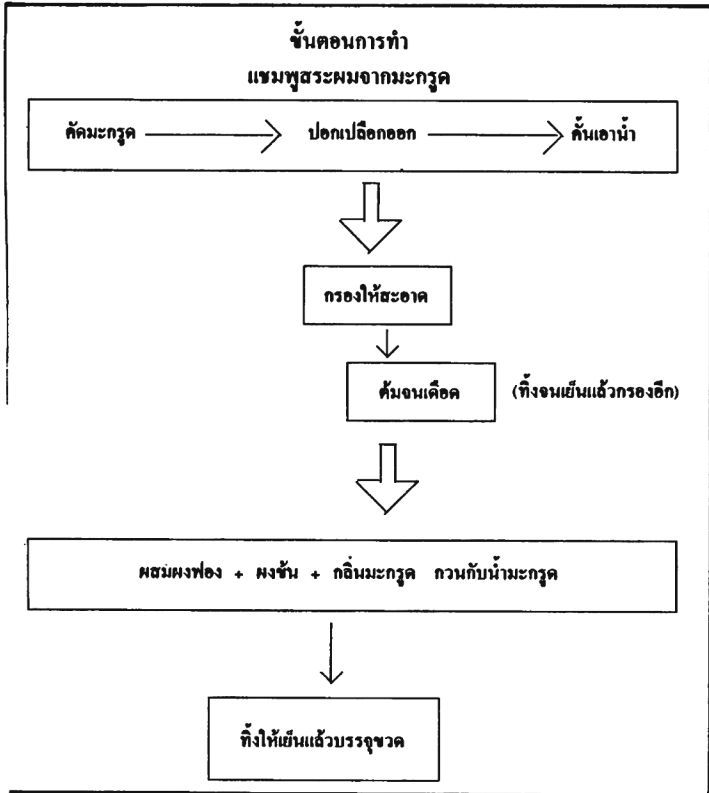 ขั้นตอนการทำ
แชมพูสระผมจากมะกรูด
คัดมะกรูด ปอกเปลือกออก คั้นเอาน้ำ
กรองให้สะอาด
ต้มจนเดือด (ทิ้งจนเย็นแล้วกรองอีก)
ผสมผงฟอง + ผงข้น + กลิ่นมะกรูด กวนกับน้ำมะกรูด
ทิ้งให้เย็นแล้วบรรจุขวด